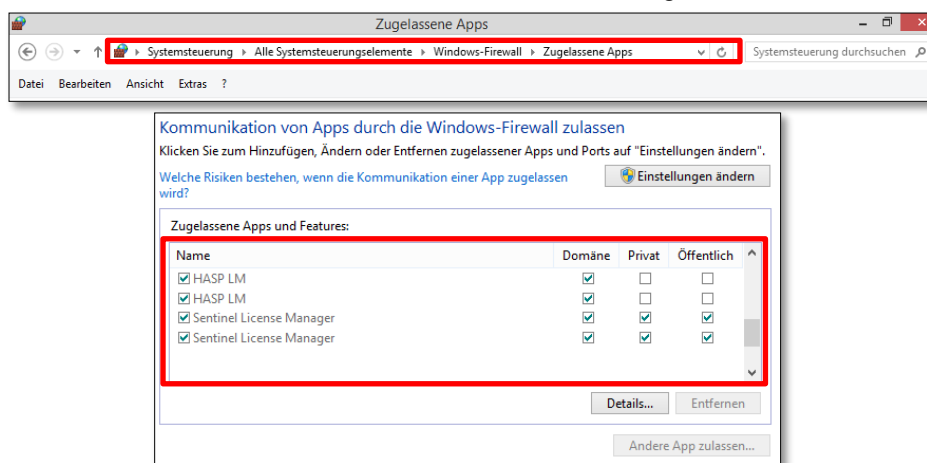 Zugelassene Apps
Systemsteuerung Alle Systemsteuerungselemente Windows-Firewall Zugelassene Apps Systemsteuerung durchsuchen
Datei Bearbeiten Ansicht Extras ?
Kommunikation von Apps durch die Windows-Firewall zulassen
Klicken Sie zum Hinzufügen, Ändern oder Entfernen zugelassener Apps und Ports auf "Einstellungen ändern".
Welche Risiken bestehen, wenn die Kommunikation einer App zugelassen
wird?
Einstellungen ändern
Zugelassene Apps und Features:
Name Domäne Privat Öffentlich
HASP LM
HASP LM
Sentinel License Manager
Sentinel License Manager
Details... Entfernen
Andere App zulassen...